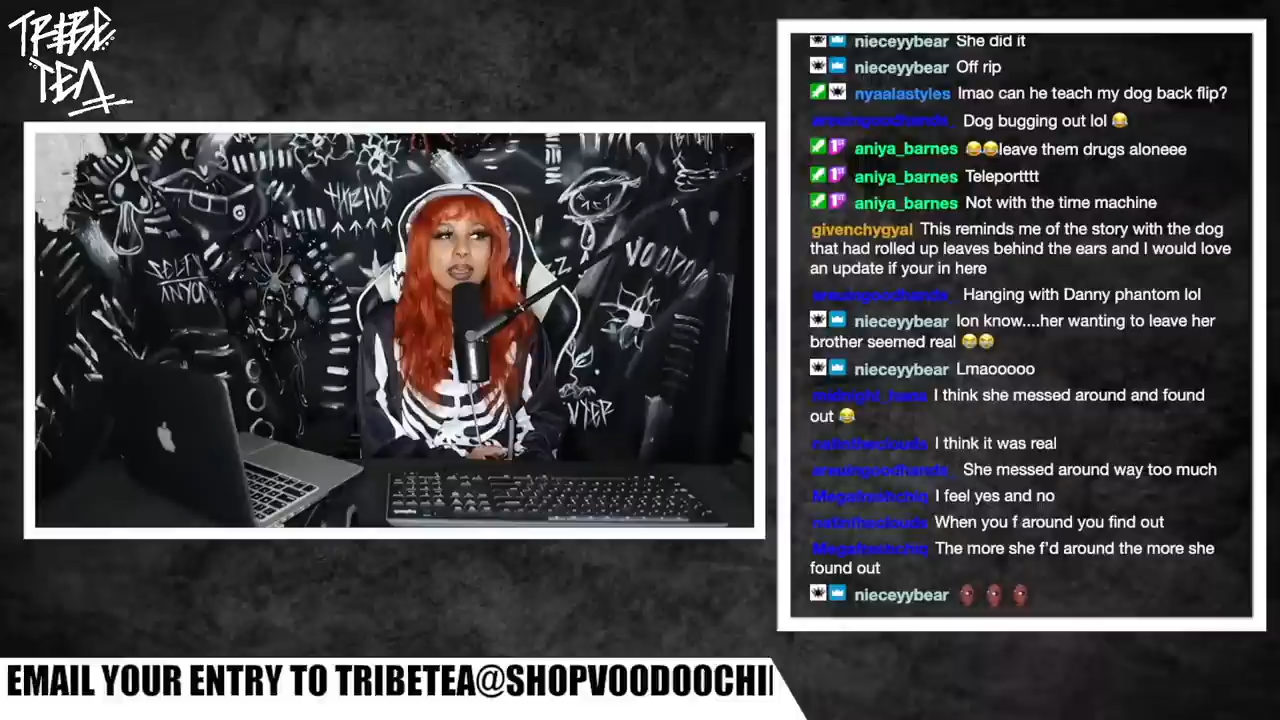 TRIBE
TEA
nieceyybear She did it
nieceyybear Off rip
nyaalastyles lmao can he teach my dog back flip?
Dog bugging out lol 😂
aniya_barnes 😂😂leave them drugs aloneee
aniya_barnes Teleportttt
aniya_barnes Not with the time machine
givenchygyal This reminds me of the story with the dog
that had rolled up leaves behind the ears and I would love
an update if your in here
Hanging with Danny phantom lol
nieceyybear Ion know....her wanting to leave her
brother seemed real 😂😂
nieceyybear Lmaooooo
I think she messed around and found
out 😂
I think it was real
She messed around way too much
I feel yes and no
When you f around you find out
The more she f'd around the more she
found out
nieceyybear
VOODOO
EMAIL YOUR ENTRY TO TRIBETEA@SHOPVOODOOCHI